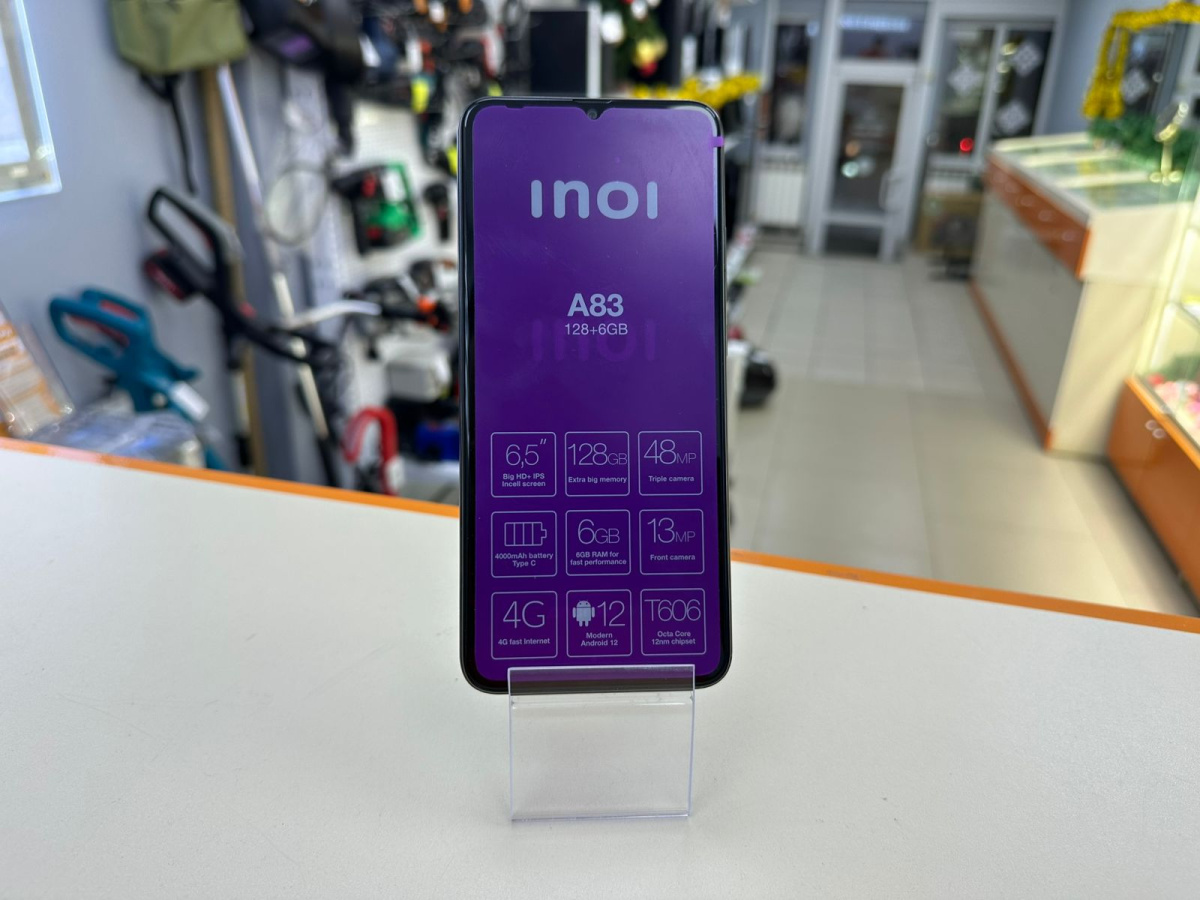 inoi
A83
128+6GB
6,5"
Big HD+ IPS
Incell screen
128GB
Extra big memory
48MP
Triple camera
4000mAh battery
Type C
6GB
6GB RAM for
fast performance
13MP
Front camera
4G
4G fast Internet
12
Modern
Android 12
T606
Octa Core
12nm chipset